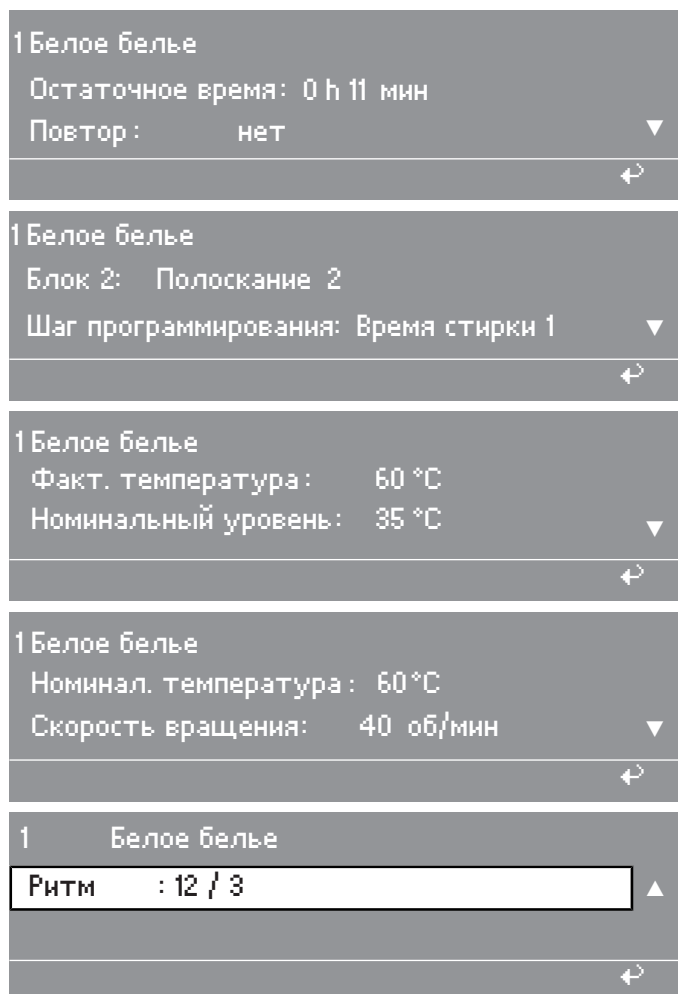 1 Белое белье
Остаточное время: 0 h 11 мин
Повтор: нет
1 Белое белье
Блок 2: Полоскание 2
Шаг программирования: Время стирки 1
1 Белое белье
Факт. температура: 60 °C
Номинальный уровень: 35 °C
1 Белое белье
Номинал. температура: 60°C
Скорость вращения: 40 об/мин
1 Белое белье
Ритм : 12 / 3